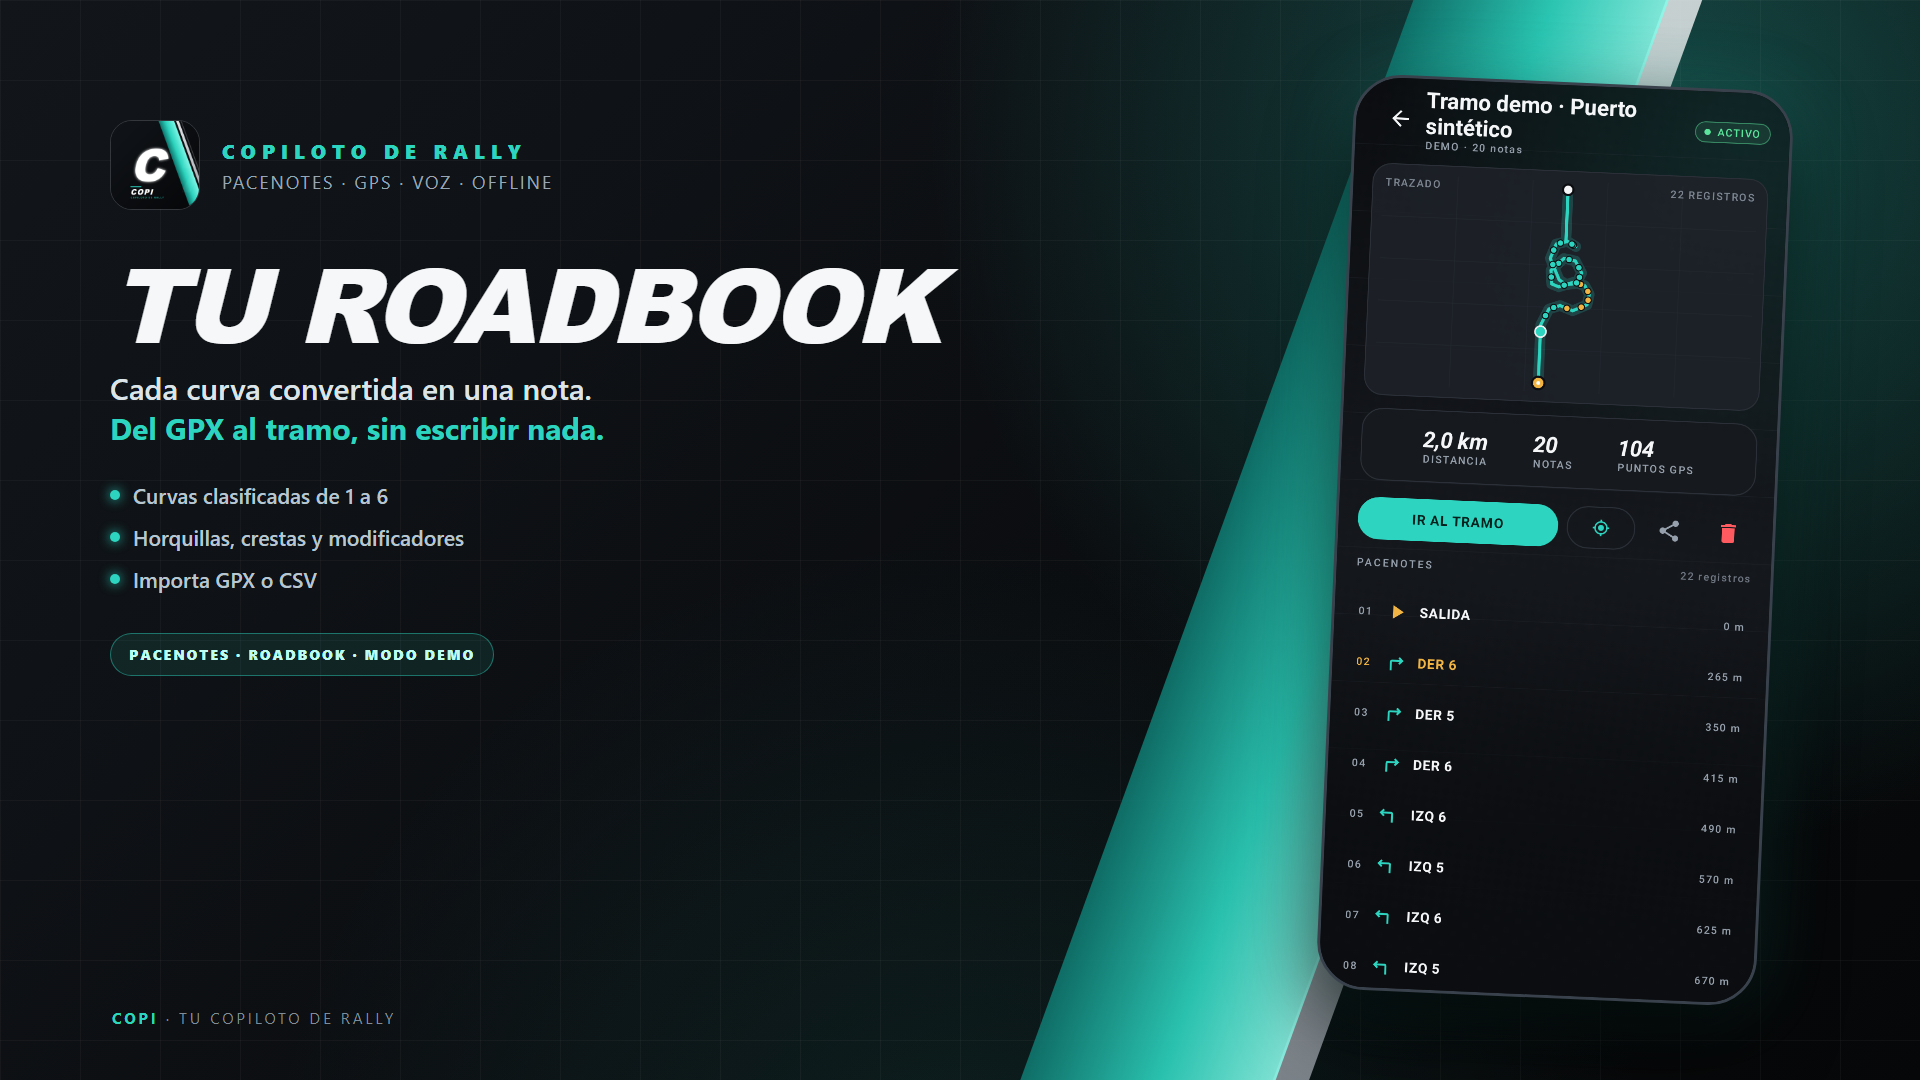 C
COPI
COPILOTO DE RALLY
PACENOTES · GPS · VOZ · OFFLINE
TU ROADBOOK
Cada curva convertida en una nota.
Del GPX al tramo, sin escribir nada.
Curvas clasificadas de 1 a 6
Horquillas, crestas y modificadores
Importa GPX o CSV
PACENOTES · ROADBOOK · MODO DEMO
COPI · TU COPILOTO DE RALLY
Tramo demo · Puerto
sintético
DEMO · 20 notas
ACTIVO
TRAZADO
22 REGISTROS
2,0 km
DISTANCIA
20
NOTAS
104
PUNTOS GPS
IR AL TRAMO
PACENOTES
22 registros
01 SALIDA 0 m
02 DER 6 265 m
03 DER 5 350 m
04 DER 6 415 m
05 IZQ 6 490 m
06 IZQ 5 570 m
07 IZQ 6 625 m
08 IZQ 5 670 m